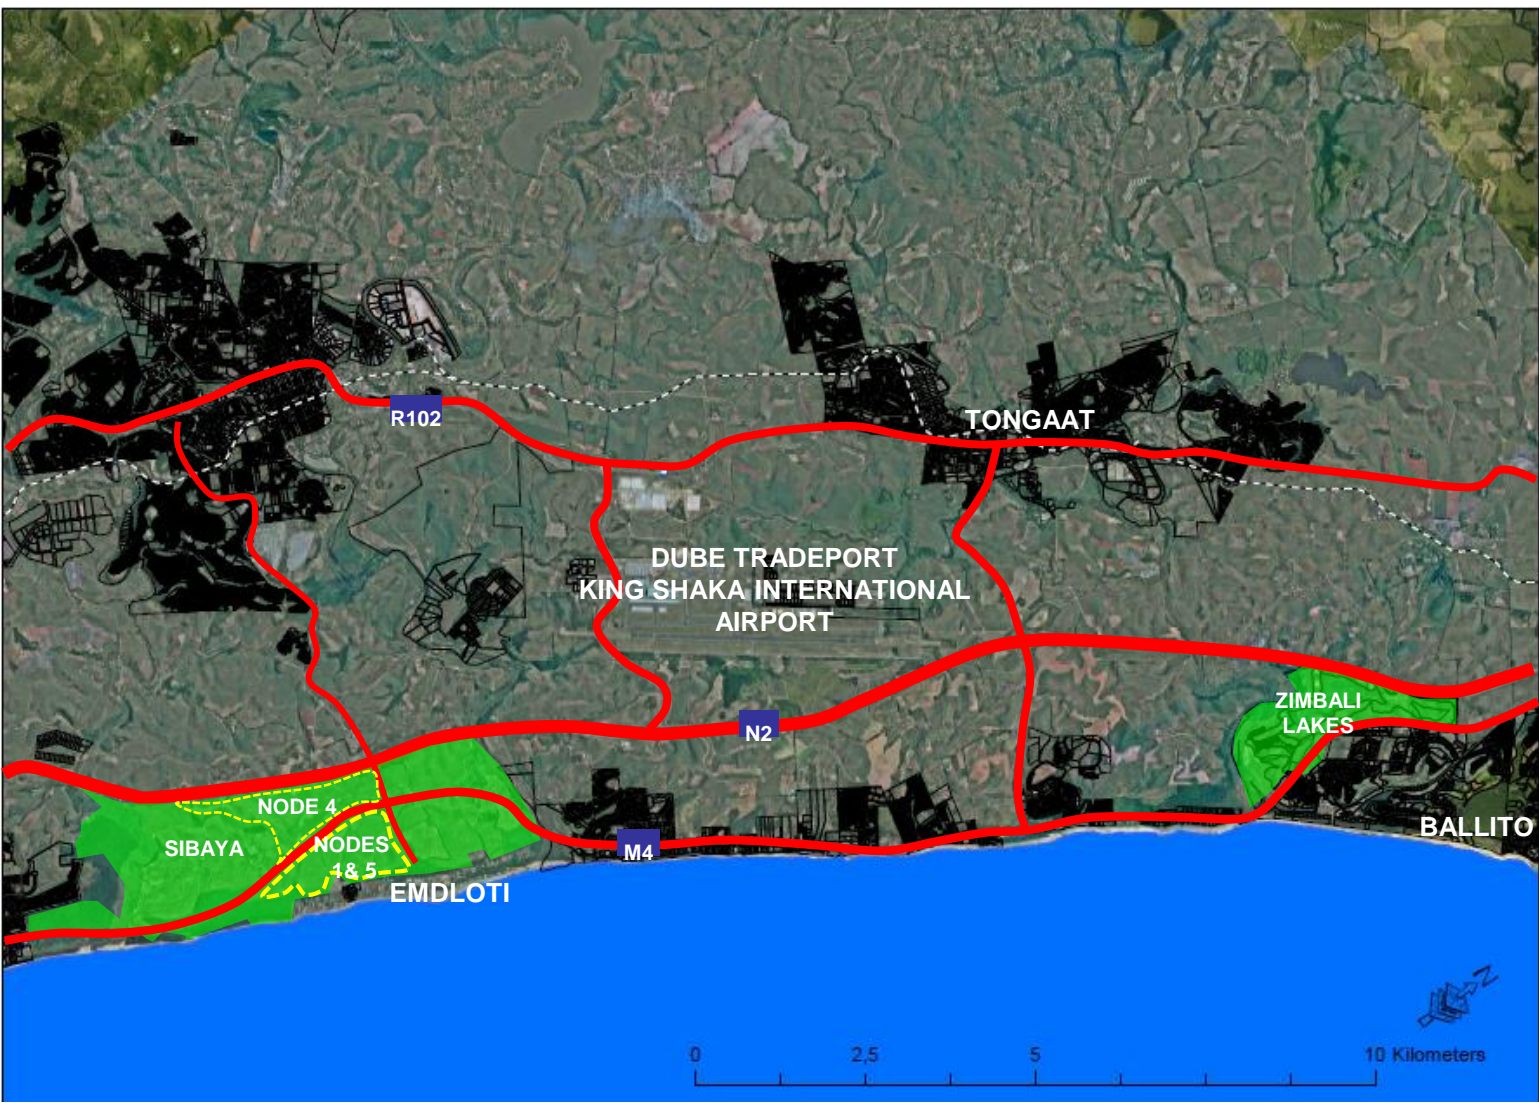 R102
TONGAAT
DUBE TRADEPORT
KING SHAKA INTERNATIONAL
AIRPORT
ZIMBALI
LAKES
N2
NODE 4
SIBAYA
NODES
1& 5
M4
BALLITO
EMDLOTI
N
0 2,5 5 10 Kilometers